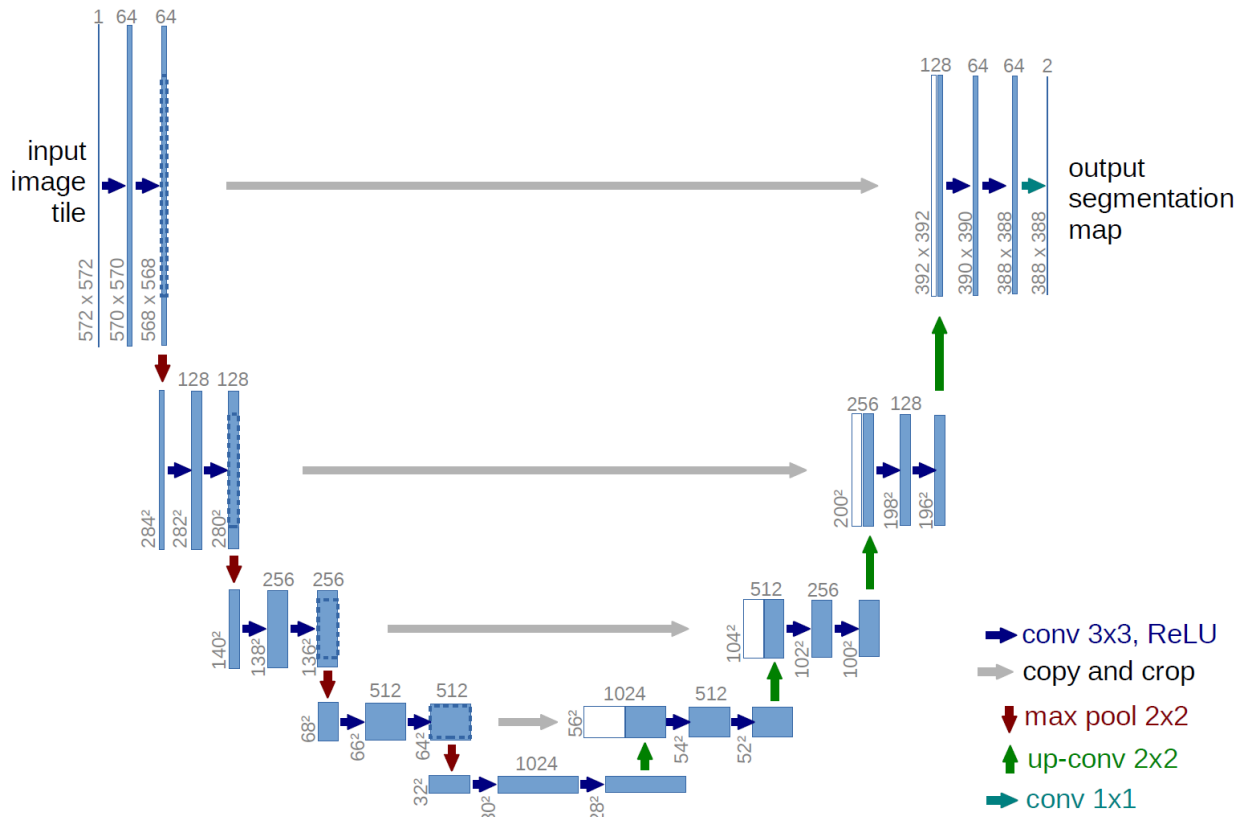 1 64 64
input
image
tile
572 x 572
570 x 570
568 x 568
128 64 64 2
output
segmentation
map
392 x 392
390 x 390
388 x 388
388 x 388
128 128
284²
282²
280²
256 128
200²
198²
196²
256 256
140²
138²
136²
512 256
104²
102²
100²
512 512
68²
66²
64²
1024 512
56²
54²
52²
1024
32²
30²
28²
conv 3x3, ReLU
copy and crop
max pool 2x2
up-conv 2x2
conv 1x1